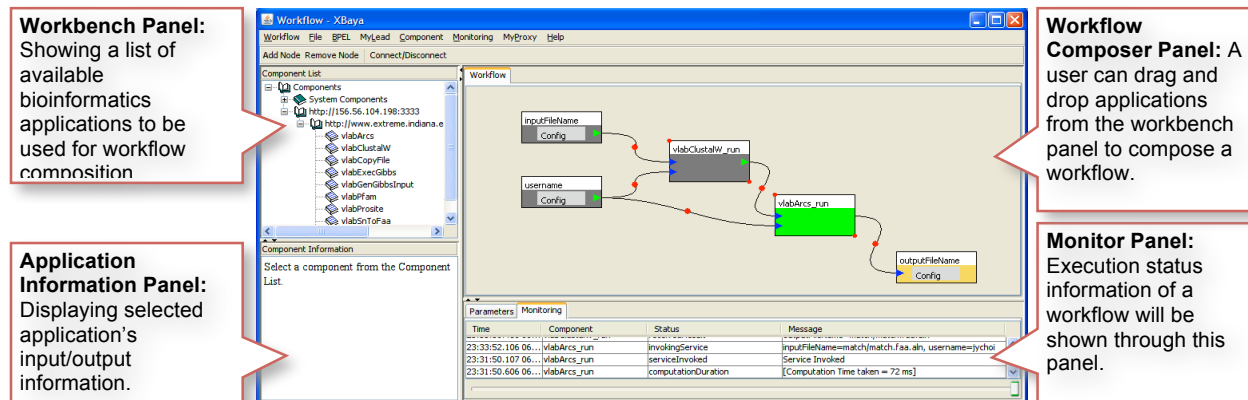 Workbench Panel:
Showing a list of
available
bioinformatics
applications to be
used for workflow
composition
Application
Information Panel:
Displaying selected
application's
input/output
information.
Workflow - XBaya
Workflow File BPEL MyLead Component Monitoring MyProxy Help
Add Node Remove Node Connect/Disconnect
Component List
Components
System Components
http://156.56.104.198:3333
http://www.extreme.indiana.e
vlabArcs
vlabClustalW
vlabCopyFile
vlabExecGibbs
vlabGenGibbsInput
vlabPfam
vlabProsite
vlabSnToFaa
Component Information
Select a component from the Component
List.
Workflow
inputFileName
Config
username
Config
vlabClustalW_run
vlabArcs_run
outputFileName
Config
Parameters Monitoring
Time Component Status Message
23:33:52.106 06... vlabArcs_run invokingService inputFileName=match/match.faa.aln, username=jychoi
23:31:50.107 06... vlabArcs_run serviceInvoked Service Invoked
23:31:50.606 06... vlabArcs_run computationDuration [Computation Time taken = 72 ms]
Workflow
Composer Panel: A
user can drag and
drop applications
from the workbench
panel to compose a
workflow.
Monitor Panel:
Execution status
information of a
workflow will be
shown through this
panel.